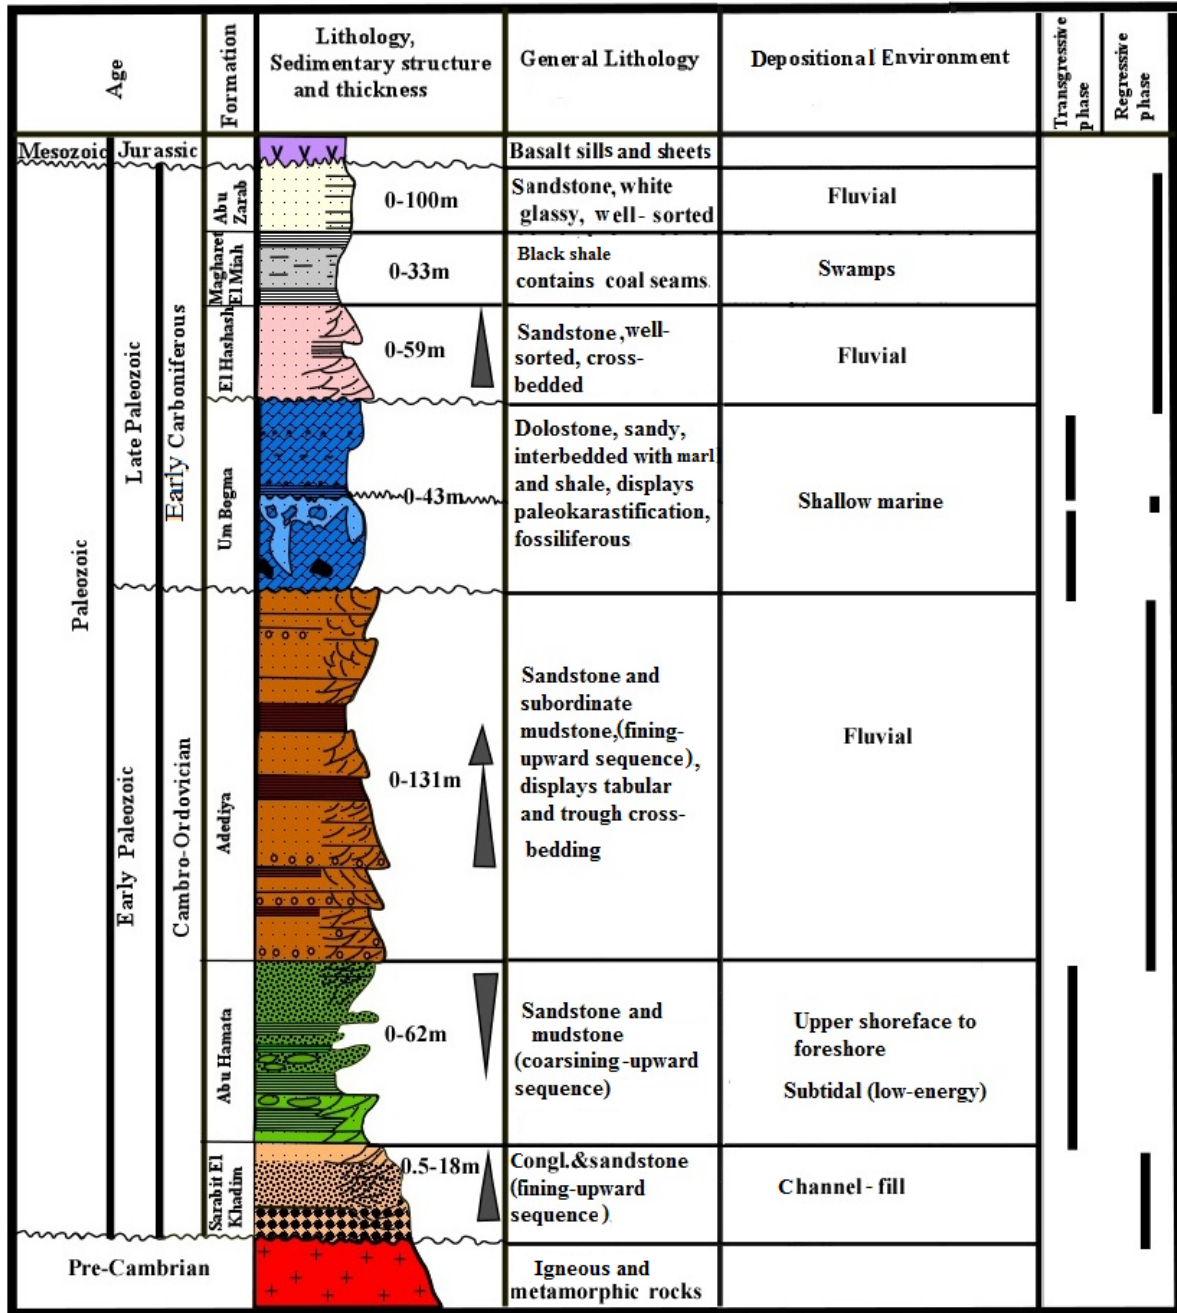 Age
Formation
Lithology,
Sedimentary structure
and thickness
General Lithology
Depositional Environment
Transgressive
phase
Regressive
phase
Mesozoic
Jurassic
V V V
Basalt sills and sheets
Paleozoic
Late Paleozoic
Early Carboniferous
Abu
Zarab
0-100m
Sandstone, white
glassy, well- sorted
Fluvial
Magharet
El Miah
0-33m
Black shale
contains coal seams
Swamps
El Hashash
0-59m
Sandstone, well-
sorted, cross-
bedded
Fluvial
Um Bogma
0-43m
Dolostone, sandy,
interbedded with marl
and shale, displays
paleokarastification,
fossiliferous
Shallow marine
Early Paleozoic
Cambro-Ordovician
Adediya
0-131m
Sandstone and
subordinate
mudstone,(fining-
upward sequence),
displays tabular
and trough cross-
bedding
Fluvial
Abu Hamata
0-62m
Sandstone and
mudstone
(coarsining-upward
sequence)
Upper shoreface to
foreshore
Subtidal (low-energy)
Sarabit El
Khadim
0.5-18m
Congl.&sandstone
(fining-upward
sequence)
Channel- fill
Pre-Cambrian
Igneous and
metamorphic rocks